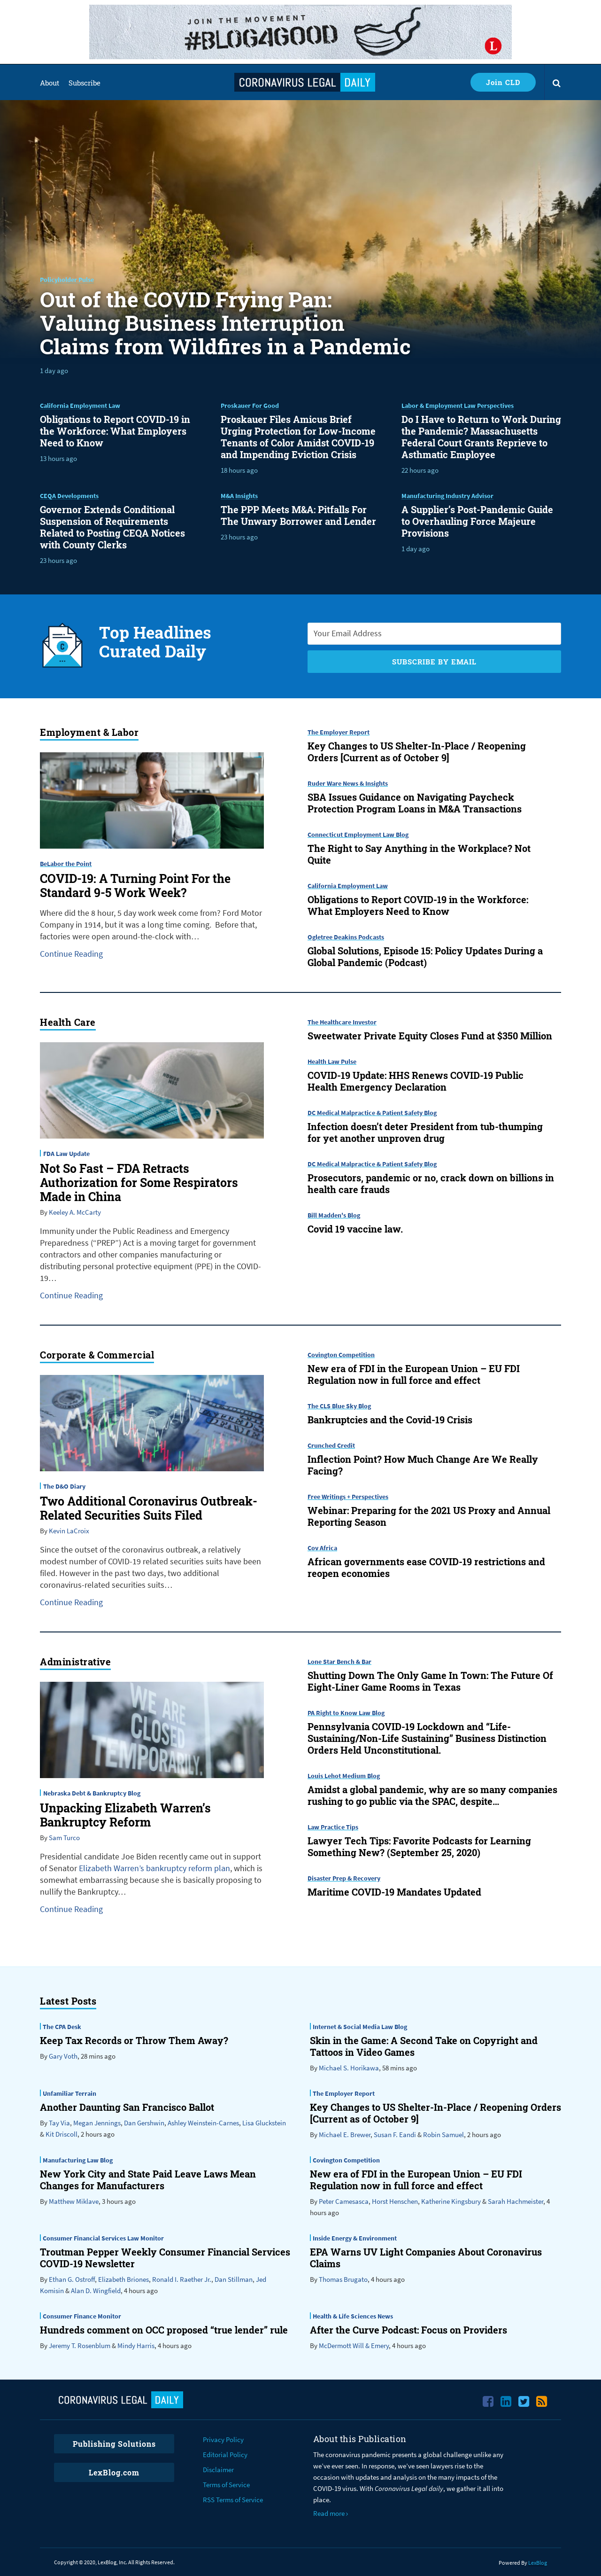 JOIN THE MOVEMENT
#BLOG4GOOD
L
About
Subscribe
CORONAVIRUS LEGAL DAILY
Join CLD
Out of the COVID Frying Pan:
Valuing Business Interruption
Claims from Wildfires in a Pandemic
1 day ago
California Employment Law
Obligations to Report COVID-19 in
the Workforce: What Employers
Need to Know
13 hours ago
Proskauer For Good
Proskauer Files Amicus Brief
Urging Protection for Low-Income
Tenants of Color Amidst COVID-19
and Impending Eviction Crisis
18 hours ago
Labor & Employment Law Perspectives
Do I Have to Return to Work During
the Pandemic? Massachusetts
Federal Court Grants Reprieve to
Asthmatic Employee
22 hours ago
CEQA Developments
Governor Extends Conditional
Suspension of Requirements
Related to Posting CEQA Notices
with County Clerks
23 hours ago
M&A Insights
The PPP Meets M&A: Pitfalls For
The Unwary Borrower and Lender
23 hours ago
Manufacturing Industry Advisor
A Supplier's Post-Pandemic Guide
to Overhauling Force Majeure
Provisions
1 day ago
Top Headlines
Curated Daily
Your Email Address
SUBSCRIBE BY EMAIL
Employment & Labor
BeLabor the Point
COVID-19: A Turning Point For the
Standard 9-5 Work Week?
Where did the 8 hour, 5 day work week come from? Ford Motor
Company in 1914, but it was a long time coming.  Before that,
factories were open around-the-clock with…
Continue Reading
The Employer Report
Key Changes to US Shelter-In-Place / Reopening
Orders [Current as of October 9]
Ruder Ware News & Insights
SBA Issues Guidance on Navigating Paycheck
Protection Program Loans in M&A Transactions
Connecticut Employment Law Blog
The Right to Say Anything in the Workplace? Not
Quite
California Employment Law
Obligations to Report COVID-19 in the Workforce:
What Employers Need to Know
Ogletree Deakins Podcasts
Global Solutions, Episode 15: Policy Updates During a
Global Pandemic (Podcast)
Health Care
FDA Law Update
Not So Fast – FDA Retracts
Authorization for Some Respirators
Made in China
By Keeley A. McCarty
Immunity under the Public Readiness and Emergency
Preparedness ("PREP") Act is a moving target for government
contractors and other companies manufacturing or
distributing personal protective equipment (PPE) in the COVID-
19…
Continue Reading
The Healthcare Investor
Sweetwater Private Equity Closes Fund at $350 Million
Health Law Pulse
COVID-19 Update: HHS Renews COVID-19 Public
Health Emergency Declaration
DC Medical Malpractice & Patient Safety Blog
Infection doesn't deter President from tub-thumping
for yet another unproven drug
DC Medical Malpractice & Patient Safety Blog
Prosecutors, pandemic or no, crack down on billions in
health care frauds
Bill Madden's Blog
Covid 19 vaccine law.
Corporate & Commercial
The D&O Diary
Two Additional Coronavirus Outbreak-
Related Securities Suits Filed
By Kevin LaCroix
Since the outset of the coronavirus outbreak, a relatively
modest number of COVID-19 related securities suits have been
filed. However in the past two days, two additional
coronavirus-related securities suits…
Continue Reading
Covington Competition
New era of FDI in the European Union – EU FDI
Regulation now in full force and effect
The CLS Blue Sky Blog
Bankruptcies and the Covid-19 Crisis
Crunched Credit
Inflection Point? How Much Change Are We Really
Facing?
Free Writings + Perspectives
Webinar: Preparing for the 2021 US Proxy and Annual
Reporting Season
Cov Africa
African governments ease COVID-19 restrictions and
reopen economies
Administrative
WE ARE
CLOSED
TEMPORARILY.
Nebraska Debt & Bankruptcy Blog
Unpacking Elizabeth Warren's
Bankruptcy Reform
By Sam Turco
Presidential candidate Joe Biden recently came out in support
of Senator Elizabeth Warren's bankruptcy reform plan, which is
somewhat embarrassing because she is basically proposing to
nullify the Bankruptcy…
Continue Reading
Lone Star Bench & Bar
Shutting Down The Only Game In Town: The Future Of
Eight-Liner Game Rooms in Texas
PA Right to Know Law Blog
Pennsylvania COVID-19 Lockdown and "Life-
Sustaining/Non-Life Sustaining" Business Distinction
Orders Held Unconstitutional.
Louis Lehot Medium Blog
Amidst a global pandemic, why are so many companies
rushing to go public via the SPAC, despite…
Law Practice Tips
Lawyer Tech Tips: Favorite Podcasts for Learning
Something New? (September 25, 2020)
Disaster Prep & Recovery
Maritime COVID-19 Mandates Updated
Latest Posts
The CPA Desk
Keep Tax Records or Throw Them Away?
By Gary Voth, 28 mins ago
Internet & Social Media Law Blog
Skin in the Game: A Second Take on Copyright and
Tattoos in Video Games
By Michael S. Horikawa, 58 mins ago
Unfamiliar Terrain
Another Daunting San Francisco Ballot
By Tay Via, Megan Jennings, Dan Gershwin, Ashley Weinstein-Carnes, Lisa Gluckstein
& Kit Driscoll, 2 hours ago
The Employer Report
Key Changes to US Shelter-In-Place / Reopening Orders
[Current as of October 9]
By Michael E. Brewer, Susan F. Eandi & Robin Samuel, 2 hours ago
Manufacturing Law Blog
New York City and State Paid Leave Laws Mean
Changes for Manufacturers
By Matthew Miklave, 3 hours ago
Covington Competition
New era of FDI in the European Union – EU FDI
Regulation now in full force and effect
By Peter Camesasca, Horst Henschen, Katherine Kingsbury & Sarah Hachmeister, 4
hours ago
Consumer Financial Services Law Monitor
Troutman Pepper Weekly Consumer Financial Services
COVID-19 Newsletter
By Ethan G. Ostroff, Elizabeth Briones, Ronald I. Raether Jr., Dan Stillman, Jed
Komisin & Alan D. Wingfield, 4 hours ago
Inside Energy & Environment
EPA Warns UV Light Companies About Coronavirus
Claims
By Thomas Brugato, 4 hours ago
Consumer Finance Monitor
Hundreds comment on OCC proposed "true lender" rule
By Jeremy T. Rosenblum & Mindy Harris, 4 hours ago
Health & Life Sciences News
After the Curve Podcast: Focus on Providers
By McDermott Will & Emery, 4 hours ago
CORONAVIRUS LEGAL DAILY
Publishing Solutions
LexBlog.com
Privacy Policy
Editorial Policy
Disclaimer
Terms of Service
RSS Terms of Service
About this Publication
The coronavirus pandemic presents a global challenge unlike any
we've ever seen. In response, we've seen lawyers rise to the
occasion with updates and analysis on the many impacts of the
COVID-19 virus. With Coronavirus Legal daily, we gather it all into
place.
Read more ›
Copyright © 2020, LexBlog, Inc. All Rights Reserved.
Powered By LexBlog